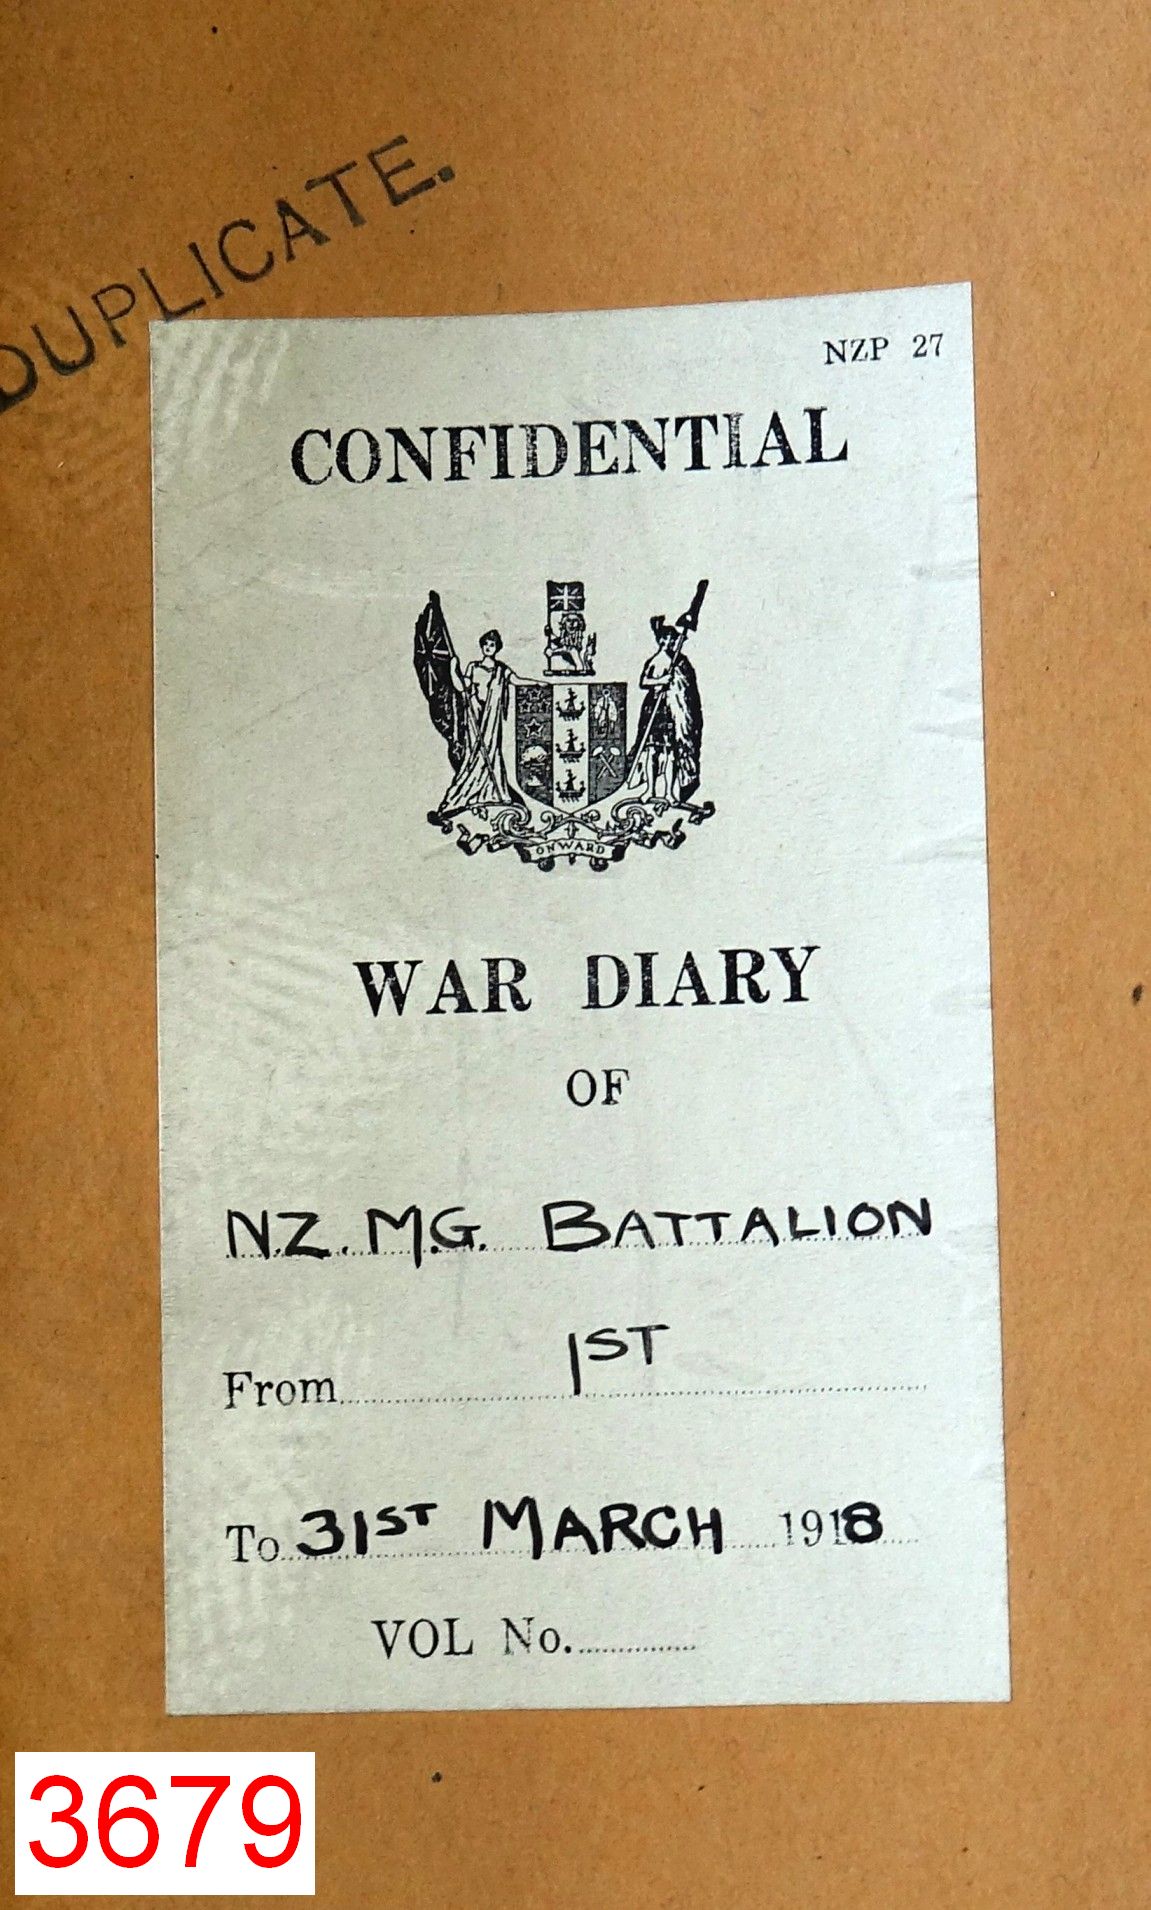 DUPLICATE.
NZP 27
CONFIDENTIAL
ONWARD
WAR DIARY
OF
N.Z. M.G. BATTALION
From 1ST
To 31ST MARCH 1918
VOL No.
3679